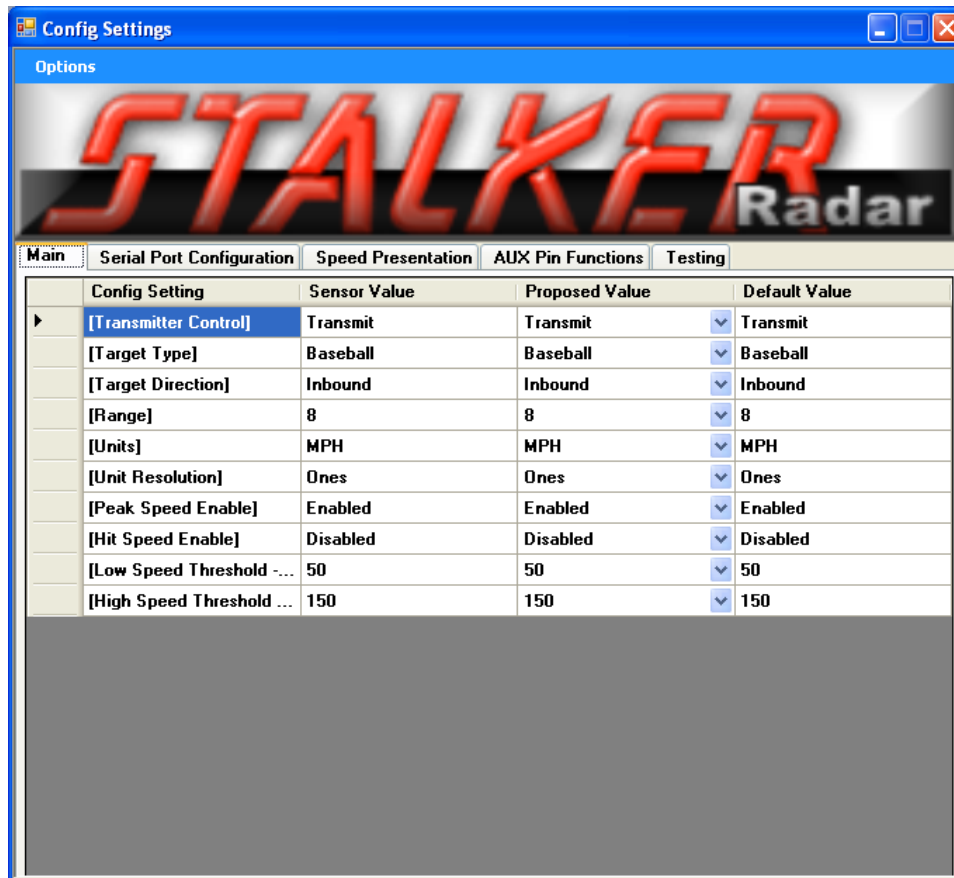 Config Settings
Options
STALKER
Radar
Main Serial Port Configuration Speed Presentation AUX Pin Functions Testing
Config Setting Sensor Value Proposed Value Default Value
[Transmitter Control] Transmit Transmit Transmit
[Target Type] Baseball Baseball Baseball
[Target Direction] Inbound Inbound Inbound
[Range] 8 8 8
[Units] MPH MPH MPH
[Unit Resolution] Ones Ones Ones
[Peak Speed Enable] Enabled Enabled Enabled
[Hit Speed Enable] Disabled Disabled Disabled
[Low Speed Threshold -... 50 50 50
[High Speed Threshold ... 150 150 150